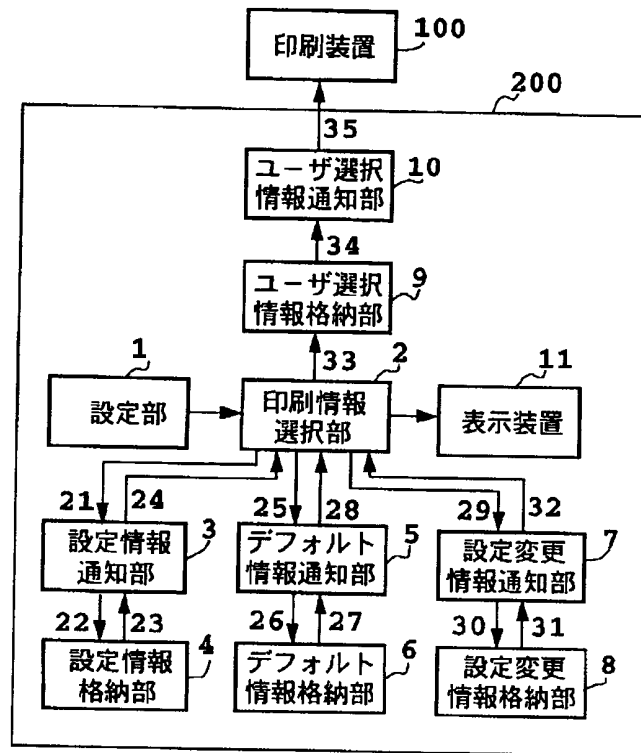 印刷装置
100
200
35
ユーザ選択
情報通知部
10
34
ユーザ選択
情報格納部
9
33
1
設定部
2
印刷情報
選択部
11
表示装置
21
24
25
28
29
32
設定情報
通知部
3
デフォルト
情報通知部
5
設定変更
情報通知部
7
22
23
26
27
30
31
設定情報
格納部
4
デフォルト
情報格納部
6
設定変更
情報格納部
8